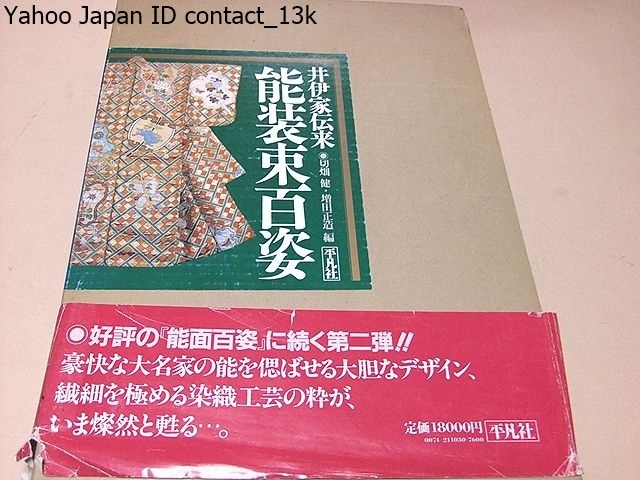 Yahoo Japan ID contact_13k
井伊家伝来
能装束百姿
●切畑 健・増田正造 編
平凡社
●好評の『能面百姿』に続く第二弾!!
豪快な大名家の能を偲ばせる大胆なデザイン、
繊細を極める染織工芸の粋が、
いま燦然と甦る…。
定価18000円
0071-211030-7600
平凡社